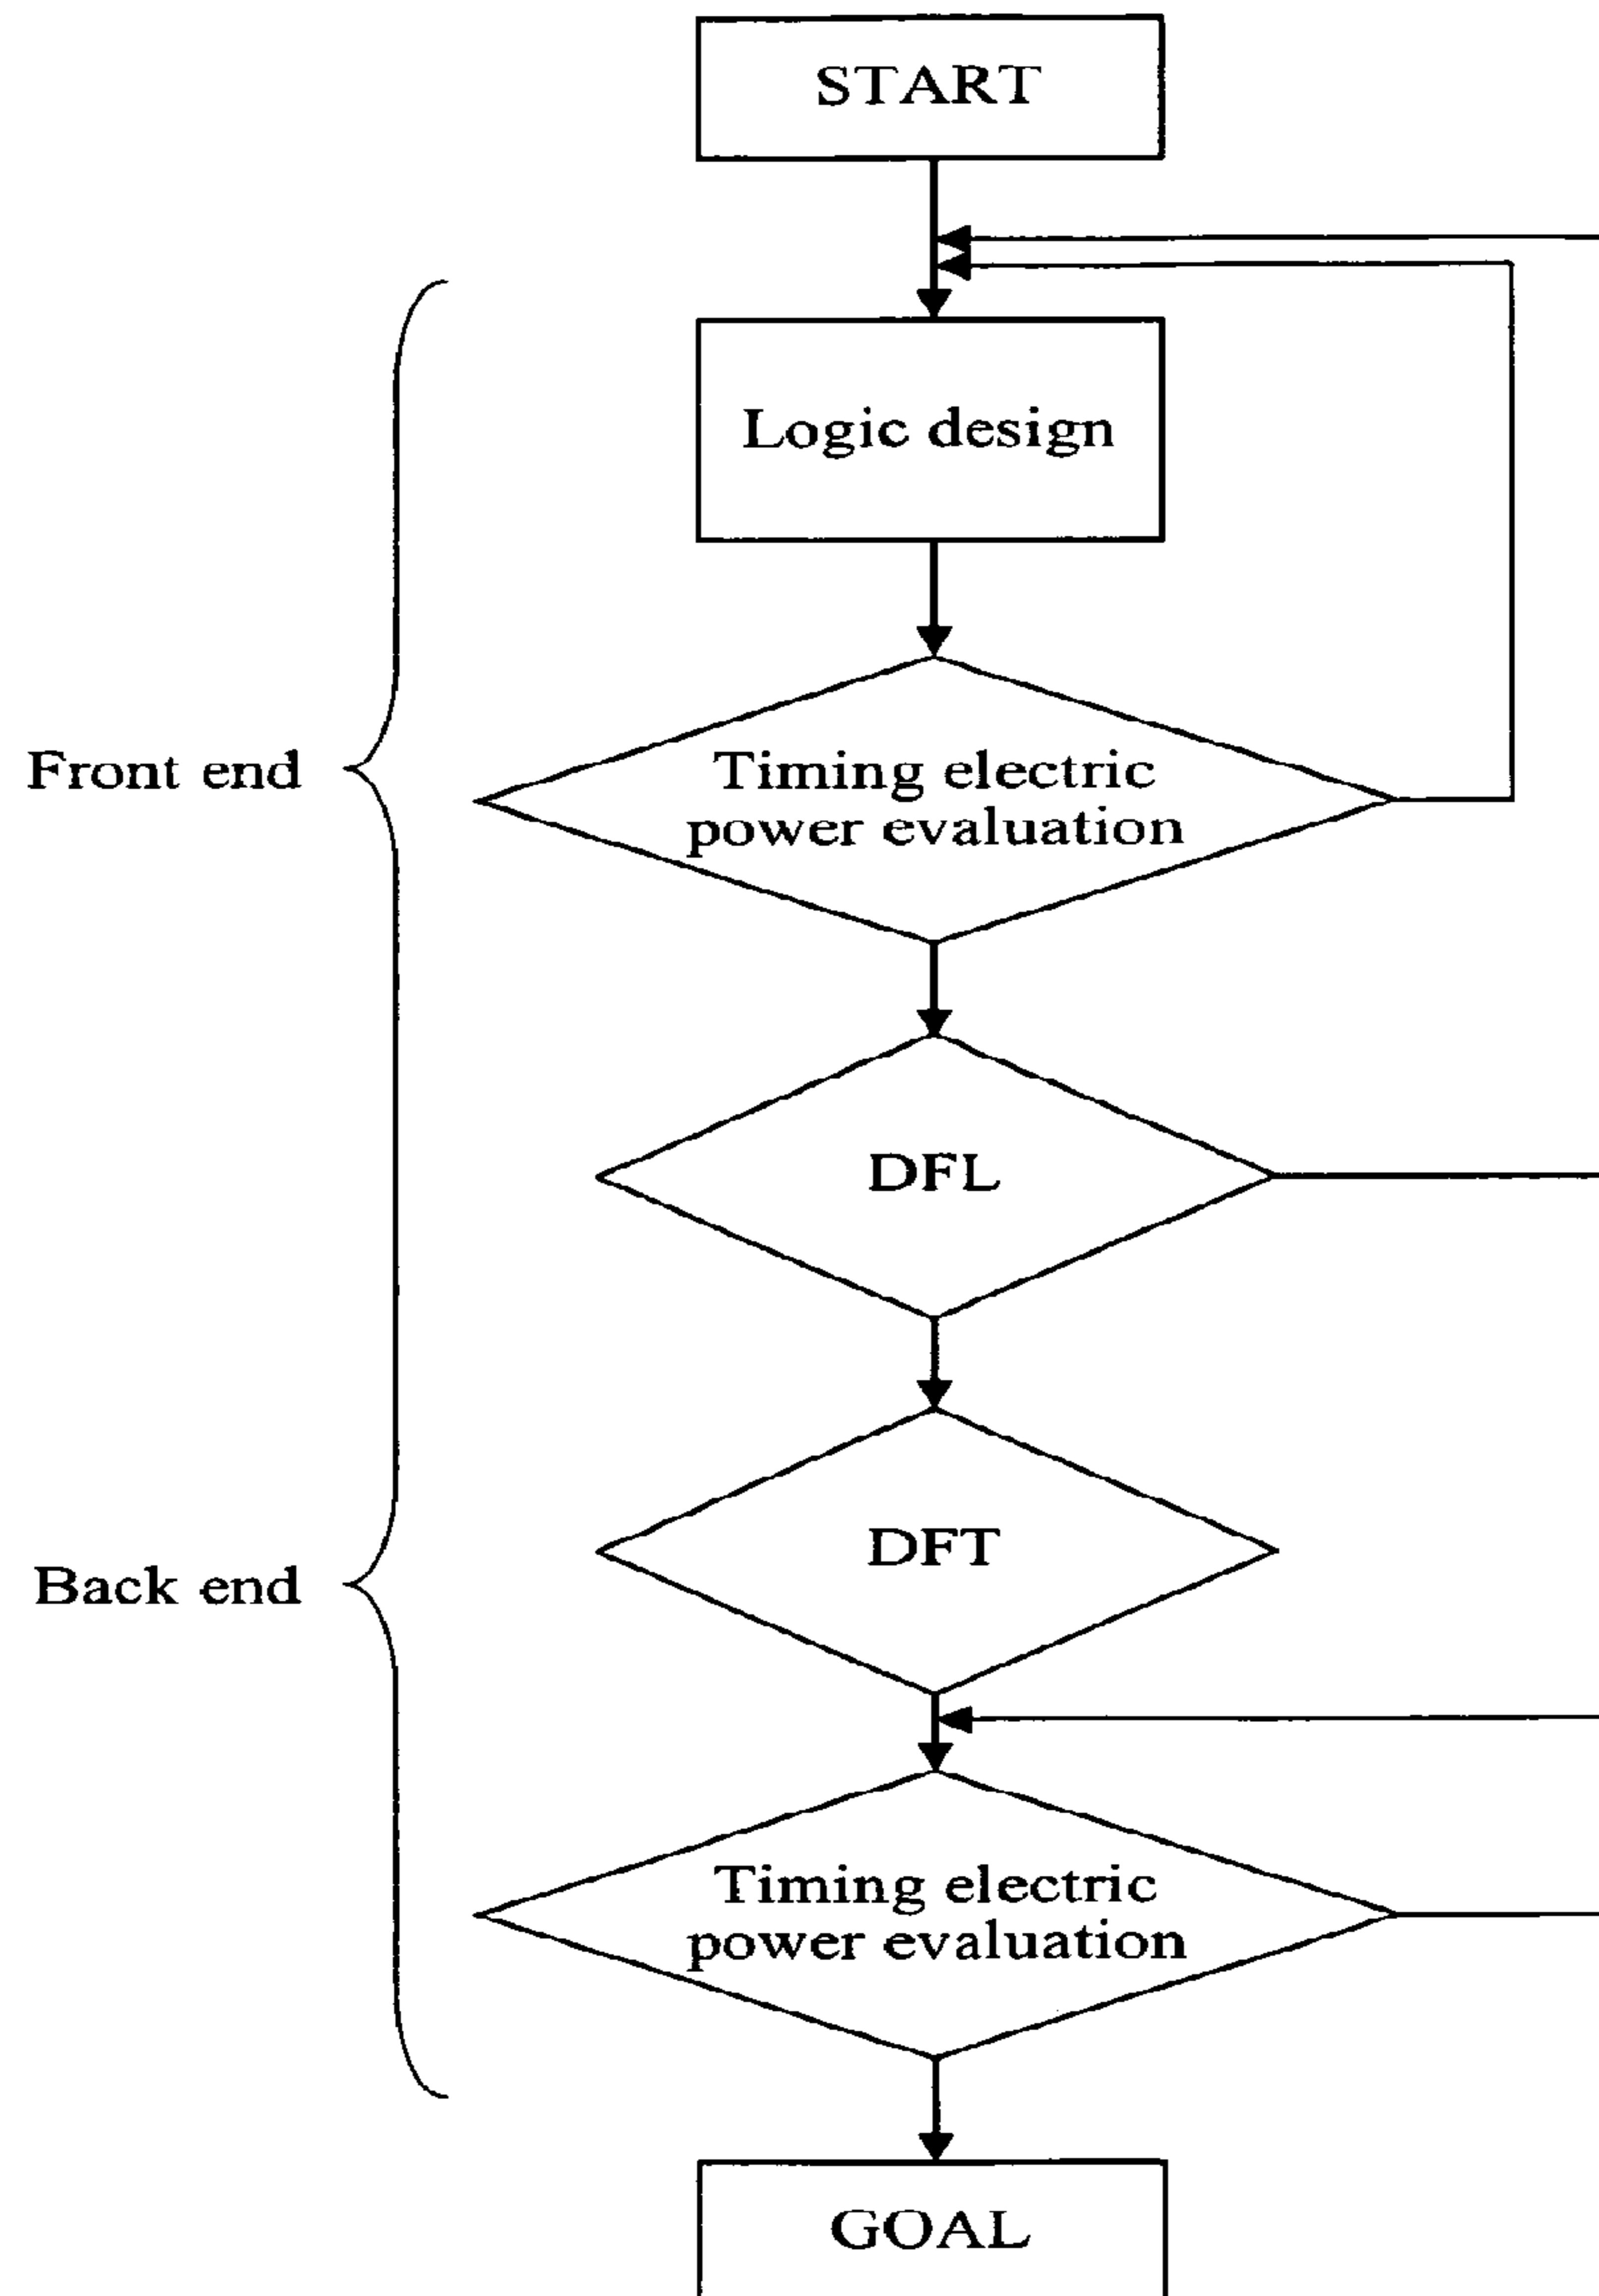 START
Logic design
Front end
Timing electric
power evaluation
DFL
DFT
Back end
Timing electric
power evaluation
GOAL